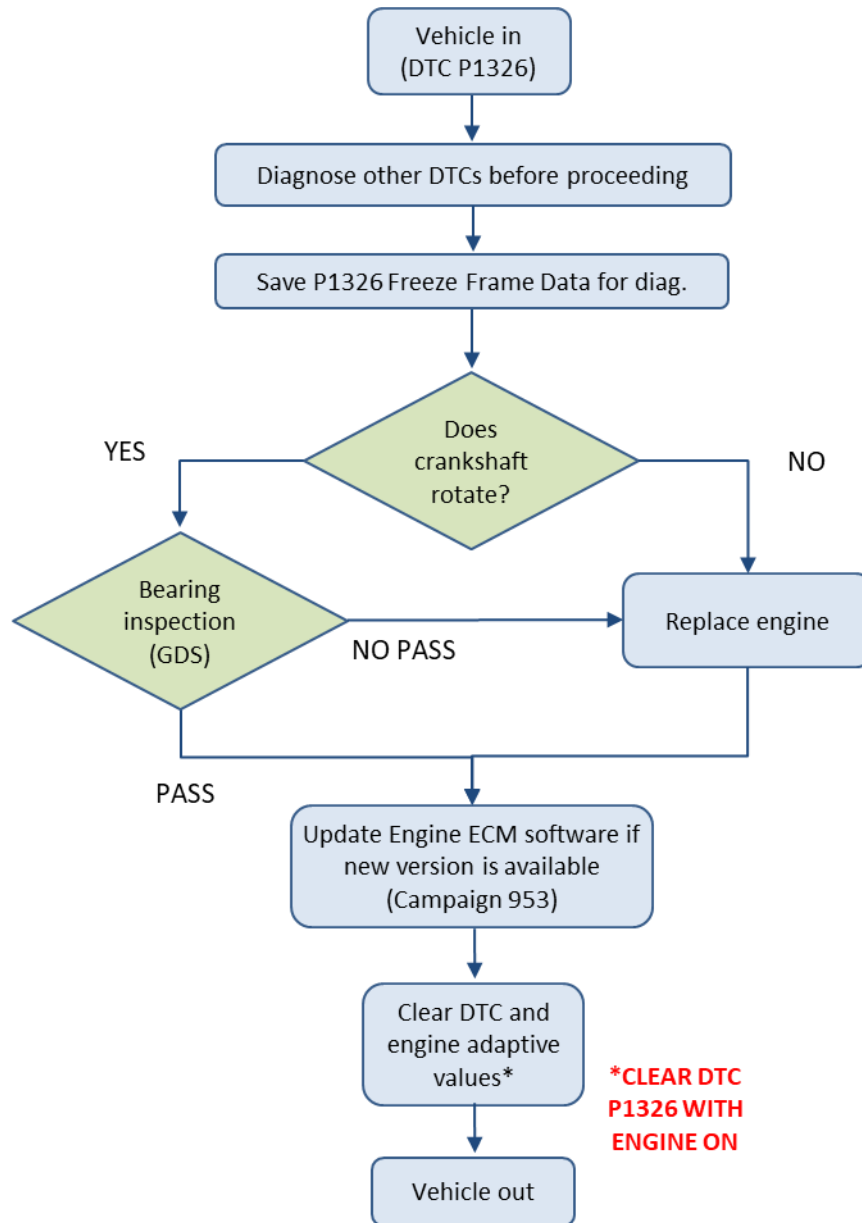 Vehicle in
(DTC P1326)
Diagnose other DTCs before proceeding
Save P1326 Freeze Frame Data for diag.
Does
crankshaft
rotate?
YES
NO
Bearing
inspection
(GDS)
NO PASS
Replace engine
PASS
Update Engine ECM software if
new version is available
(Campaign 953)
Clear DTC and
engine adaptive
values*
*CLEAR DTC
P1326 WITH
ENGINE ON
Vehicle out